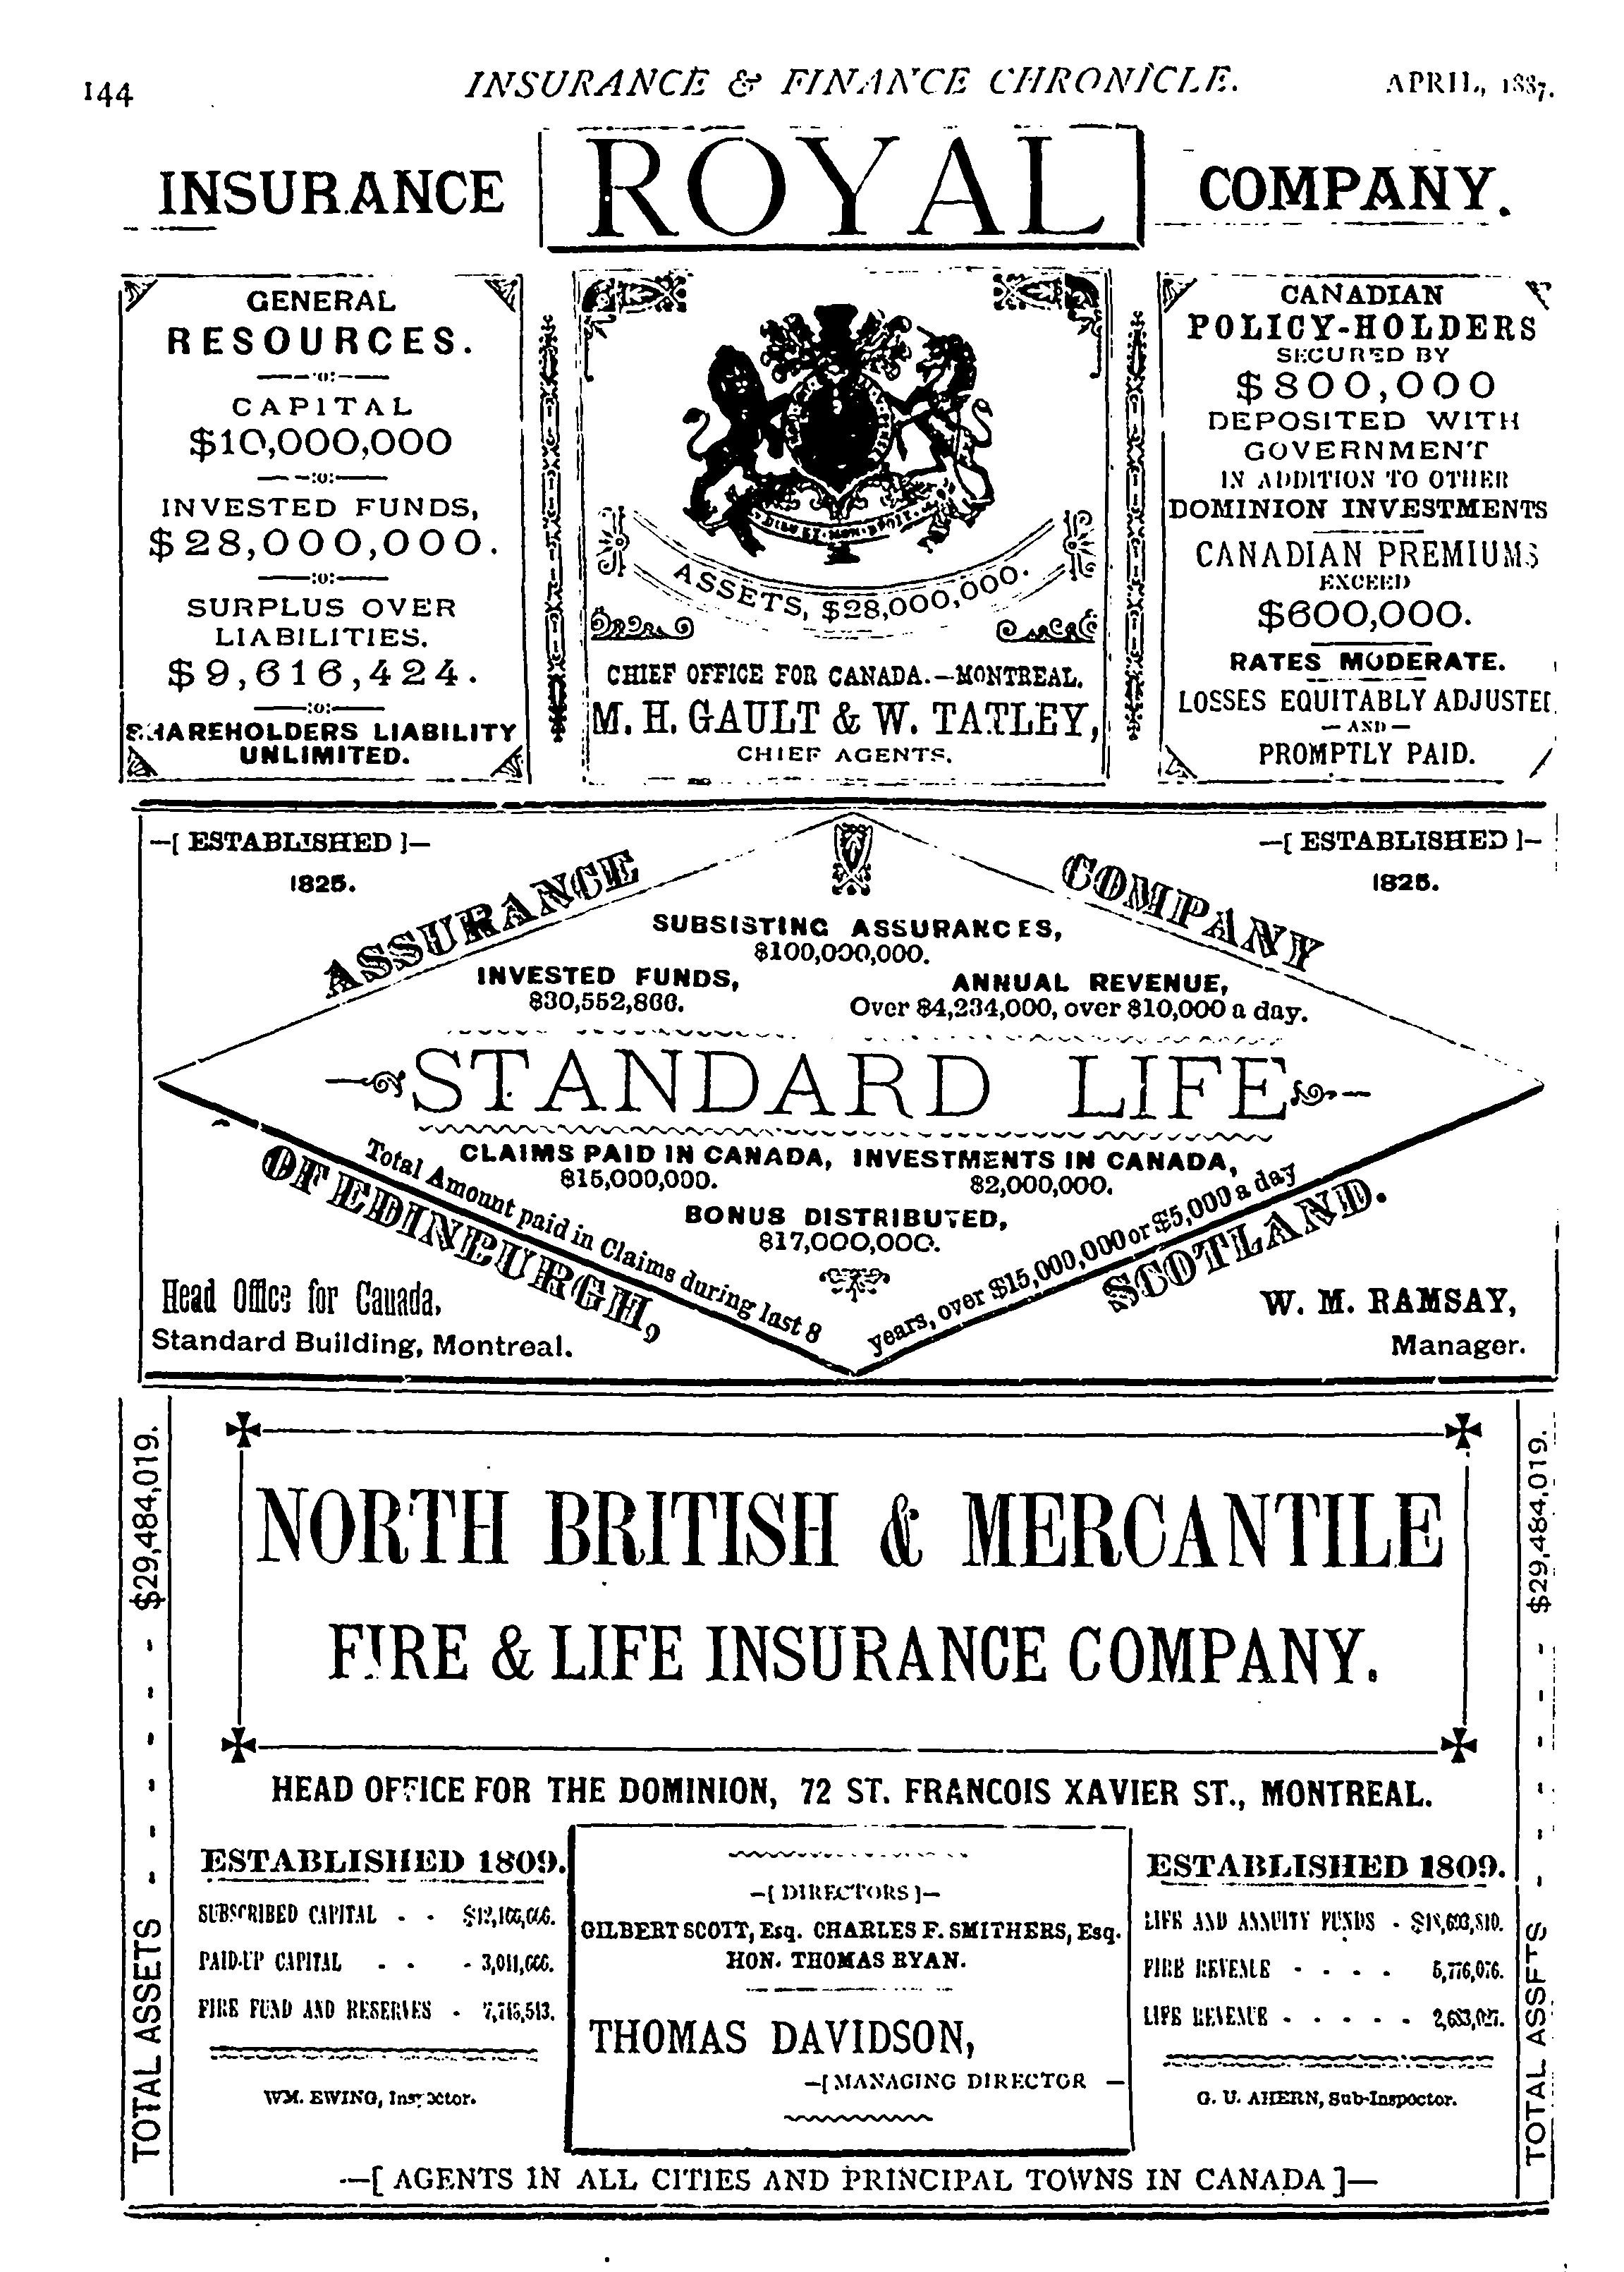 144 INSURANCE & FINANCE CHRONICLE. APRIL, 1887.
INSURANCE ROYAL COMPANY.
GENERAL
RESOURCES.
CAPITAL
$10,000,000
INVESTED FUNDS,
$28,000,000.
SURPLUS OVER
LIABILITIES.
$9,616,424.
SHAREHOLDERS LIABILITY
UNLIMITED.
DIEU ET MON DROIT
ASSETS, $28,000,000.
CHIEF OFFICE FOR CANADA.—MONTREAL.
M. H. GAULT & W. TATLEY,
CHIEF AGENTS.
CANADIAN
POLICY-HOLDERS
SECURED BY
$800,000
DEPOSITED WITH
GOVERNMENT
IN ADDITION TO OTHER
DOMINION INVESTMENTS
CANADIAN PREMIUMS
EXCEED
$600,000.
RATES MODERATE.
LOSSES EQUITABLY ADJUSTED
—AND—
PROMPTLY PAID.
—[ ESTABLISHED ]—
1825.
—[ ESTABLISHED ]—
1825.
ASSURANCE COMPANY
SUBSISTING ASSURANCES,
$100,000,000.
INVESTED FUNDS,
ANNUAL REVENUE,
Over $4,234,000, over $10,000 a day.
STANDARD LIFE
CLAIMS PAID IN CANADA, INVESTMENTS IN CANADA,
$15,000,000. $2,000,000.
BONUS DISTRIBUTED,
$17,000,000.
Total Amount paid in Claims during last 8
years, over $15,000,000 or $5,000 a day
OF EDINBURGH,
SCOTLAND.
Head Office for Canada,
Standard Building, Montreal.
W. M. RAMSAY,
Manager.
TOTAL ASSETS - - - - - $29,484,019.
NORTH BRITISH & MERCANTILE
FIRE & LIFE INSURANCE COMPANY.
HEAD OFFICE FOR THE DOMINION, 72 ST. FRANCOIS XAVIER ST., MONTREAL.
ESTABLISHED 1809.
SUBSCRIBED CAPITAL - -
PAID-UP CAPITAL - - -
FIRE FUND AND RESERVES -
WM. EWING, Inspector.
—[ DIRECTORS ]—
GILBERT SCOTT, Esq. CHARLES F. SMITHERS, Esq.
HON. THOMAS RYAN.
THOMAS DAVIDSON,
—[ MANAGING DIRECTOR —
ESTABLISHED 1809.
LIFE AND ANNUITY FUNDS -
FIRE REVENUE - - - - 5,776,076.
LIFE REVENUE - - - - - -
G. U. AHERN, Sub-Inspector.
TOTAL ASSETS - - - - - - $29,484,019.
—[ AGENTS IN ALL CITIES AND PRINCIPAL TOWNS IN CANADA ]—